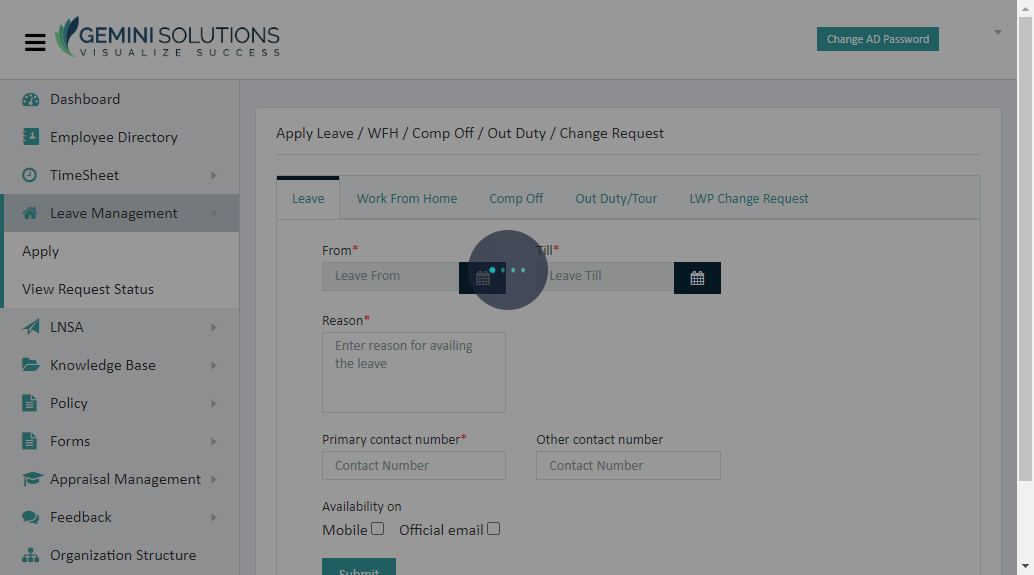 GEMINI SOLUTIONS
VISUALIZE SUCCESS
Change AD Password
Dashboard
Employee Directory
TimeSheet
Leave Management
Apply
View Request Status
LNSA
Knowledge Base
Policy
Forms
Appraisal Management
Feedback
Organization Structure
Apply Leave / WFH / Comp Off / Out Duty / Change Request
Leave Work From Home Comp Off Out Duty/Tour LWP Change Request
From* Till*
Leave From Leave Till
Reason*
Enter reason for availing
the leave
Primary contact number* Other contact number
Contact Number Contact Number
Availability on
Mobile Official email
Submit